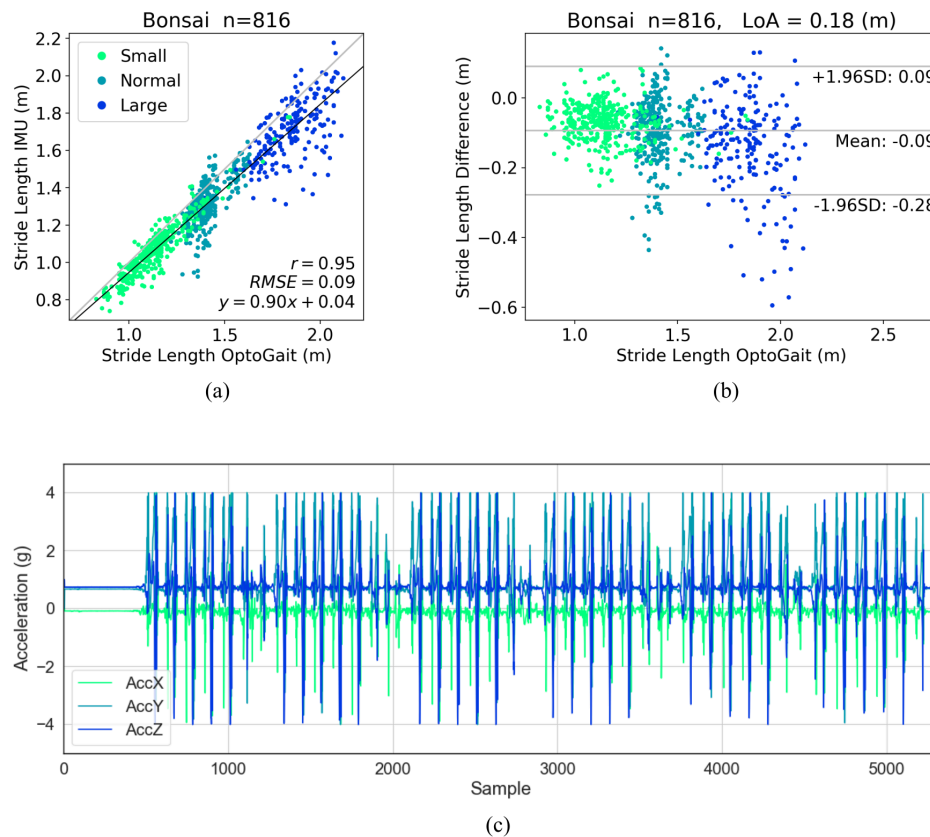 Bonsai n=816
2.2
2.0
1.8
1.6
1.4
1.2
1.0
0.8
Stride Length IMU (m)
Small
Normal
Large
r = 0.95
RMSE = 0.09
y = 0.90x + 0.04
1.0 1.5 2.0
Stride Length OptoGait (m)
(a)
Bonsai n=816, LoA = 0.18 (m)
0.0
−0.2
−0.4
−0.6
Stride Length Difference (m)
+1.96SD: 0.09
Mean: -0.09
-1.96SD: -0.28
1.0 1.5 2.0 2.5
Stride Length OptoGait (m)
(b)
4
2
0
−2
−4
Acceleration (g)
AccX
AccY
AccZ
0 1000 2000 3000 4000 5000
Sample
(c)